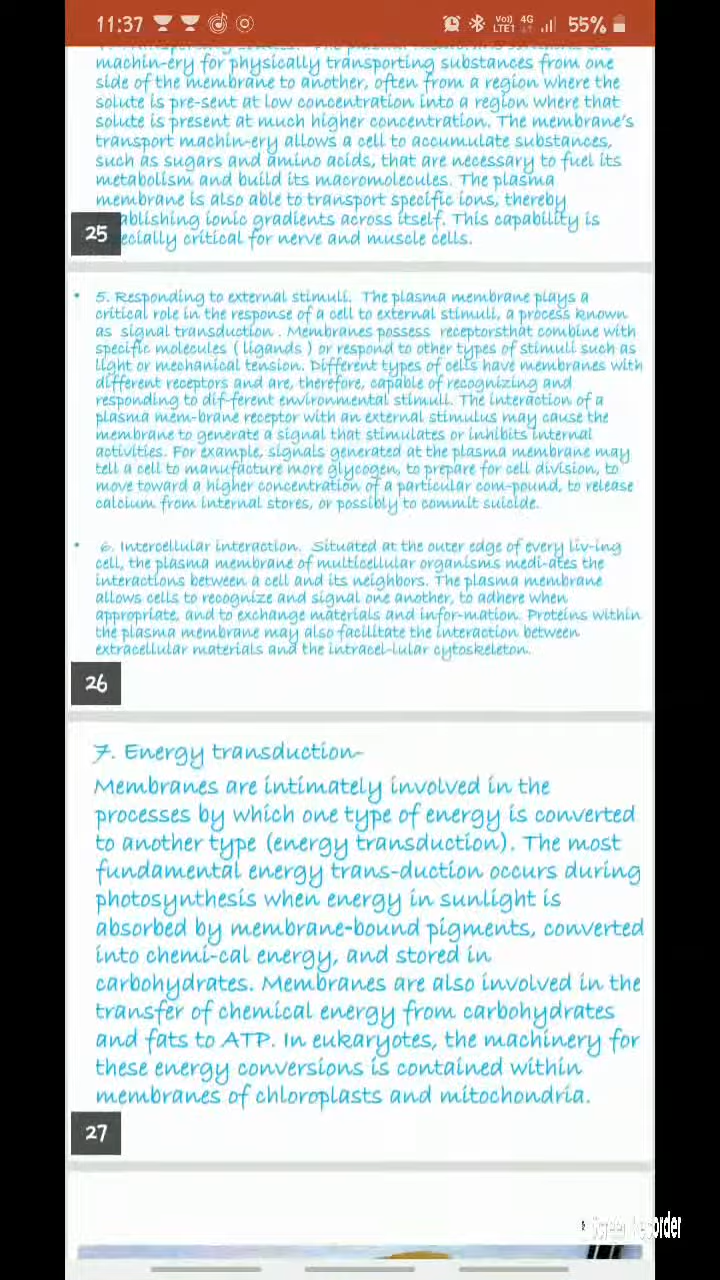 11:37
Vo)) 4G
LTE1
55%
machin-ery for physically transporting substances from one
side of the membrane to another, often from a region where the
solute is pre-sent at low concentration into a region where that
solute is present at much higher concentration. The membrane's
transport machin-ery allows a cell to accumulate substances,
such as sugars and amino acids, that are necessary to fuel its
metabolism and build its macromolecules. The plasma
membrane is also able to transport specific ions, thereby
ablishing ionic gradients across itself. This capability is
ecially critical for nerve and muscle cells.
25
• 5. Responding to external stimuli. The plasma membrane plays a
critical role in the response of a cell to external stimuli, a process known
as signal transduction. Membranes possess receptorsthat combine with
specific molecules (ligands) or respond to other types of stimuli such as
light or mechanical tension. Different types of cells have membranes with
different receptors and are, therefore, capable of recognizing and
responding to dif-ferent environmental stimuli. The interaction of a
plasma mem-brane receptor with an external stimulus may cause the
membrane to generate a signal that stimulates or inhibits internal
activities. For example, signals generated at the plasma membrane may
tell a cell to manufacture more glycogen, to prepare for cell division, to
move toward a higher concentration of a particular com-pound, to release
calcium from internal stores, or possibly to commit suicide.
• 6. Intercellular interaction. Situated at the outer edge of every liv-ing
cell, the plasma membrane of multicellular organisms medi-ates the
interactions between a cell and its neighbors. The plasma membrane
allows cells to recognize and signal one another, to adhere when
appropriate, and to exchange materials and infor-mation. Proteins within
the plasma membrane may also facilitate the interaction between
extracellular materials and the intracel-lular cytoskeleton.
26
7. Energy transduction-
Membranes are intimately involved in the
processes by which one type of energy is converted
to another type (energy transduction). The most
fundamental energy trans-duction occurs during
photosynthesis when energy in sunlight is
absorbed by membrane-bound pigments, converted
into chemi-cal energy, and stored in
carbohydrates. Membranes are also involved in the
transfer of chemical energy from carbohydrates
and fats to ATP. In eukaryotes, the machinery for
these energy conversions is contained within
membranes of chloroplasts and mitochondria.
27
Screen Recorder